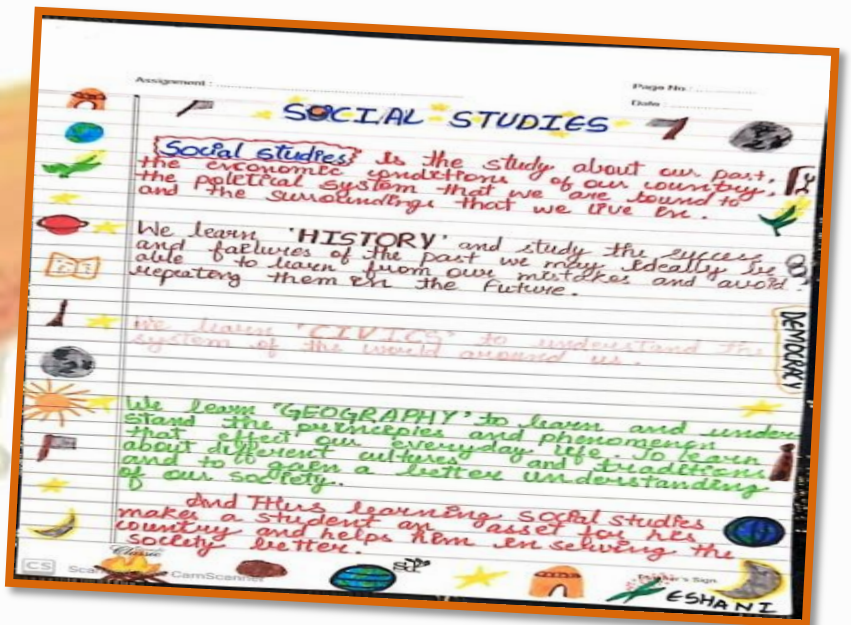 Assignment :
Page No :
Date :
SOCIAL STUDIES
'Social studies' is the study about our past,
the economic conditions of our country,
the political system that we are bound to
and the surroundings that we live in.
We learn 'HISTORY' and study the success
and failures of the past we may ideally be
able to learn from our mistakes and avoid
repeating them in the future.
We learn "CIVICS" to understand the
system of the world around us.
DEMOCRACY
We learn "GEOGRAPHY" to learn and under
stand the principles and phenomenon
that effect our everyday life. To learn
about different cultures and traditions
and to gain a better understanding
of our society.
And Thus learning social studies
makes a student an asset for his
country and helps him in serving the
society better.
Classic
CS
CamScanner
Sign
ESHANI